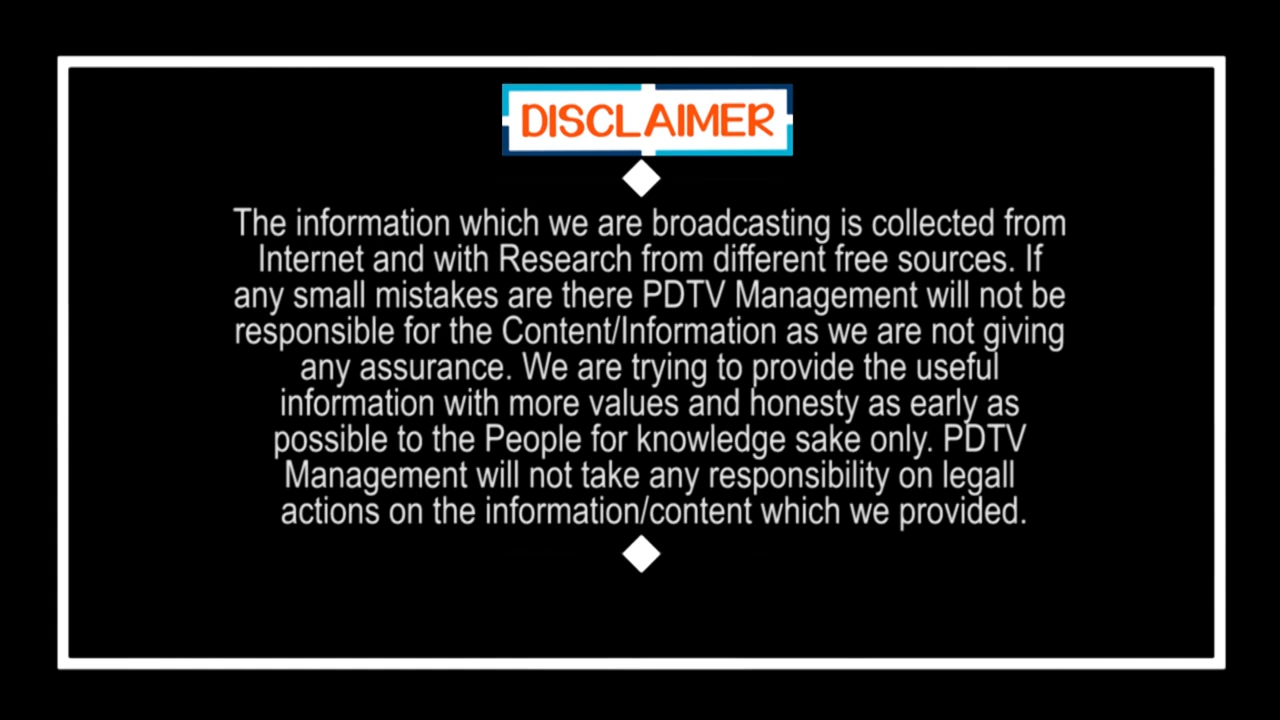 DISCLAIMER
The information which we are broadcasting is collected from
Internet and with Research from different free sources. If
any small mistakes are there PDTV Management will not be
responsible for the Content/Information as we are not giving
any assurance. We are trying to provide the useful
information with more values and honesty as early as
possible to the People for knowledge sake only. PDTV
Management will not take any responsibility on legall
actions on the information/content which we provided.